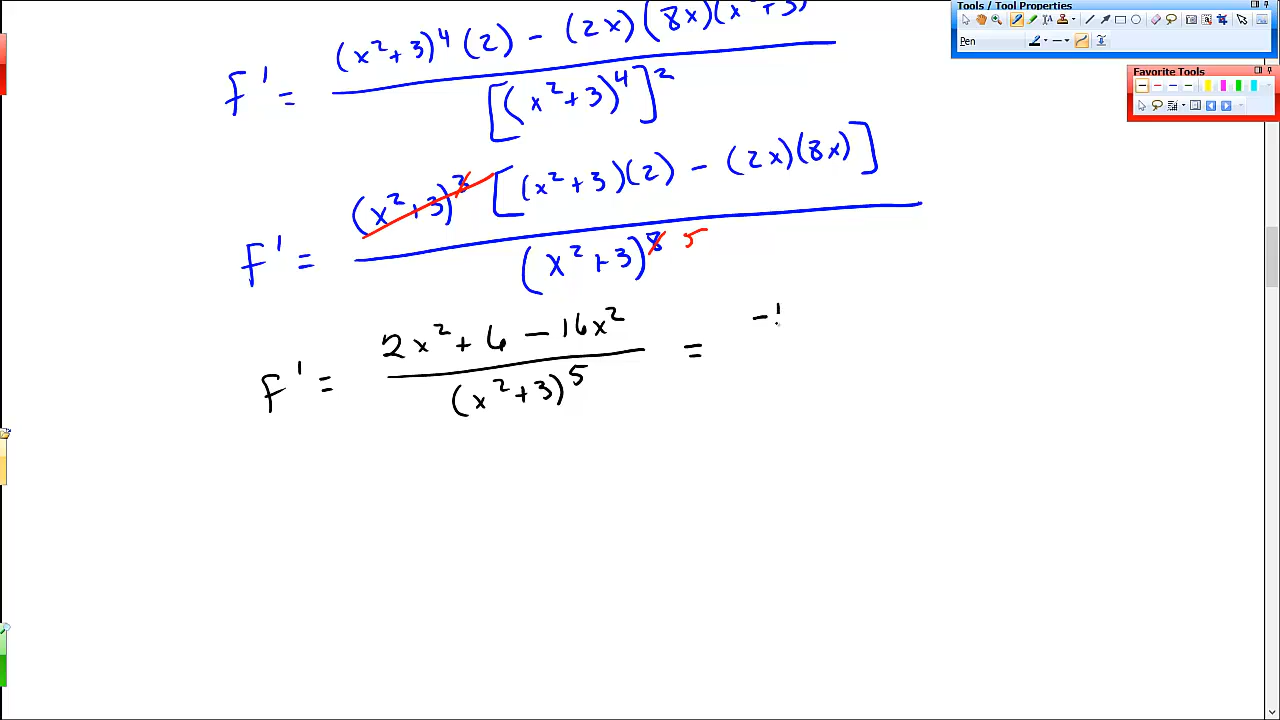 Tools / Tool Properties
Pen
Favorite Tools
F' = (x²+3)⁴(2) - (2x)(8x)(x²+3) / [(x²+3)⁴]²
F' = (x²+3)³ [(x²+3)(2) - (2x)(8x)] / (x²+3)⁸ 5
F' = 2x² + 6 - 16x² / (x²+3)⁵ = -1